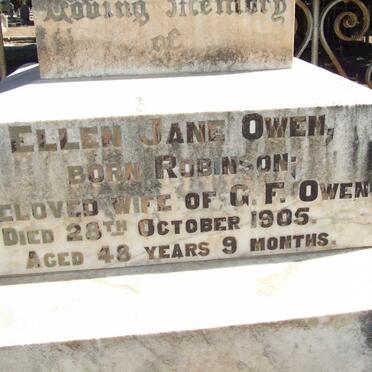 Loving Memory
of
ELLEN JANE OWEN,
BORN ROBINSON;
BELOVED WIFE OF G. F. OWEN
DIED 28TH OCTOBER 1905.
AGED 48 YEARS 9 MONTHS.